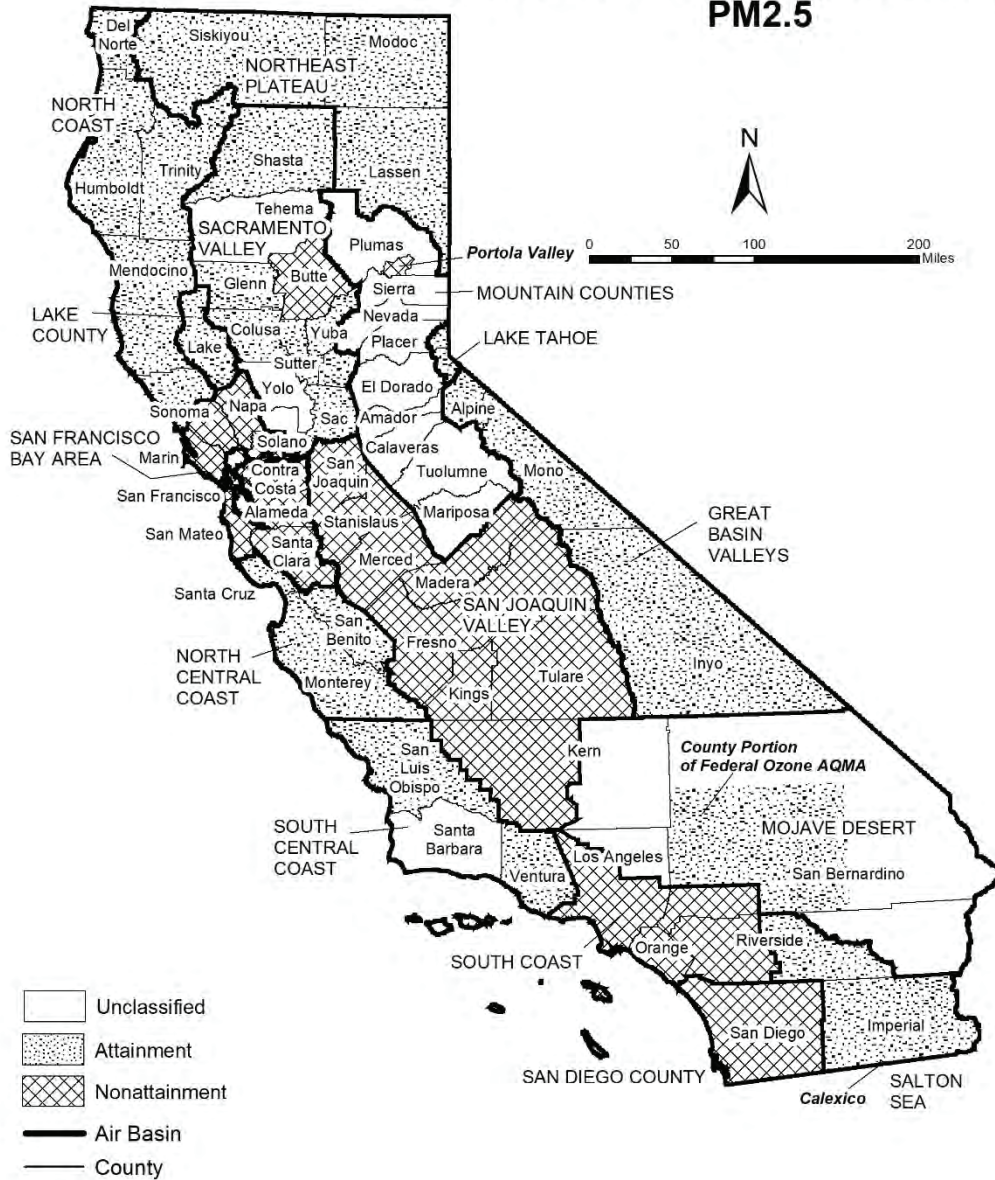 PM2.5
Del
Norte
Siskiyou
Modoc
NORTHEAST
PLATEAU
NORTH
COAST
N
Shasta
Trinity
Lassen
Humboldt
Tehema
SACRAMENTO
VALLEY
Plumas
0 50 100 200
Miles
Portola Valley
Mendocino
Butte
Glenn
Sierra
MOUNTAIN COUNTIES
Nevada
LAKE
COUNTY
Colusa
Yuba
Lake
Placer
LAKE TAHOE
Sutter
Yolo
El Dorado
Sonoma
Napa
Sac
Amador
Alpine
SAN FRANCISCO
BAY AREA
Solano
Calaveras
Marin
Contra
Costa
San
Joaquin
Tuolumne
Mono
San Francisco
Alameda
Stanislaus
Mariposa
GREAT
BASIN
VALLEYS
San Mateo
Santa
Clara
Merced
Madera
Santa Cruz
SAN JOAQUIN
VALLEY
San
Benito
Fresno
NORTH
CENTRAL
COAST
Inyo
Monterey
Kings
Tulare
Kern
County Portion
of Federal Ozone AQMA
San
Luis
Obispo
SOUTH
CENTRAL
COAST
Santa
Barbara
MOJAVE DESERT
Los Angeles
Ventura
San Bernardino
Orange
Riverside
SOUTH COAST
San Diego
Imperial
SAN DIEGO COUNTY
Calexico
SALTON
SEA
Unclassified
Attainment
Nonattainment
Air Basin
County